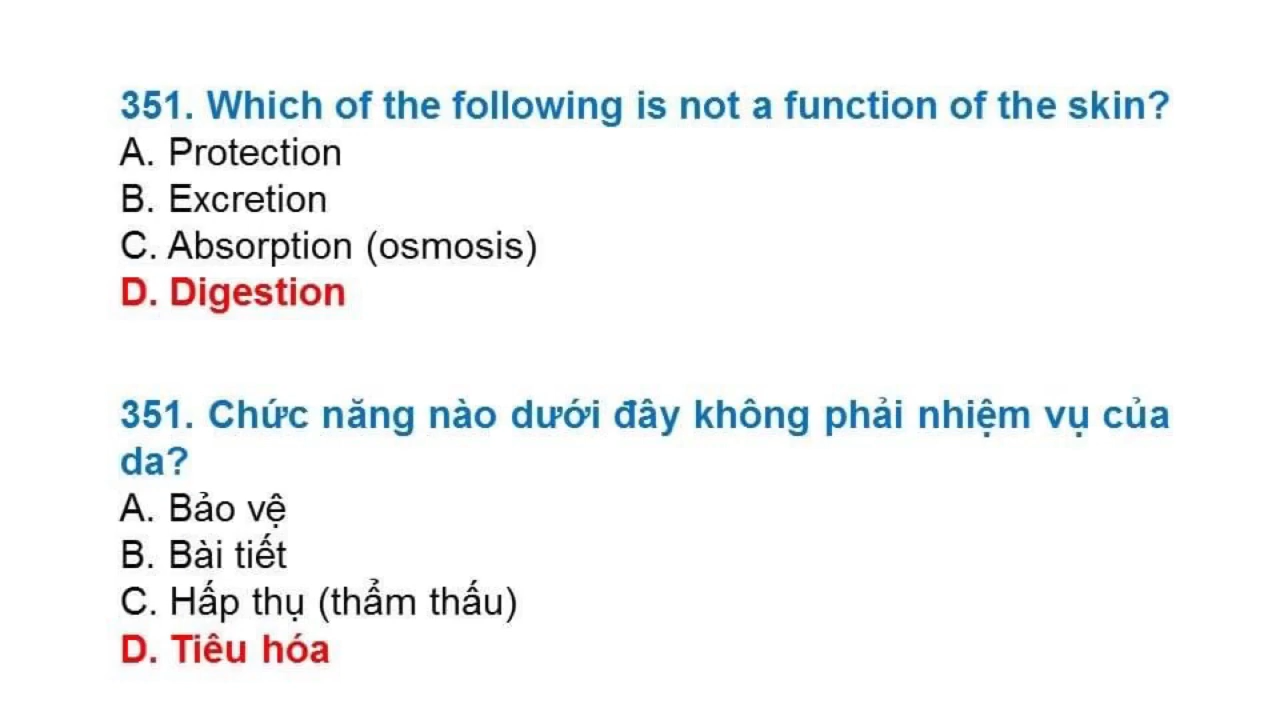 351. Which of the following is not a function of the skin?
A. Protection
B. Excretion
C. Absorption (osmosis)
D. Digestion
351. Chức năng nào dưới đây không phải nhiệm vụ của
da?
A. Bảo vệ
B. Bài tiết
C. Hấp thụ (thẩm thấu)
D. Tiêu hóa